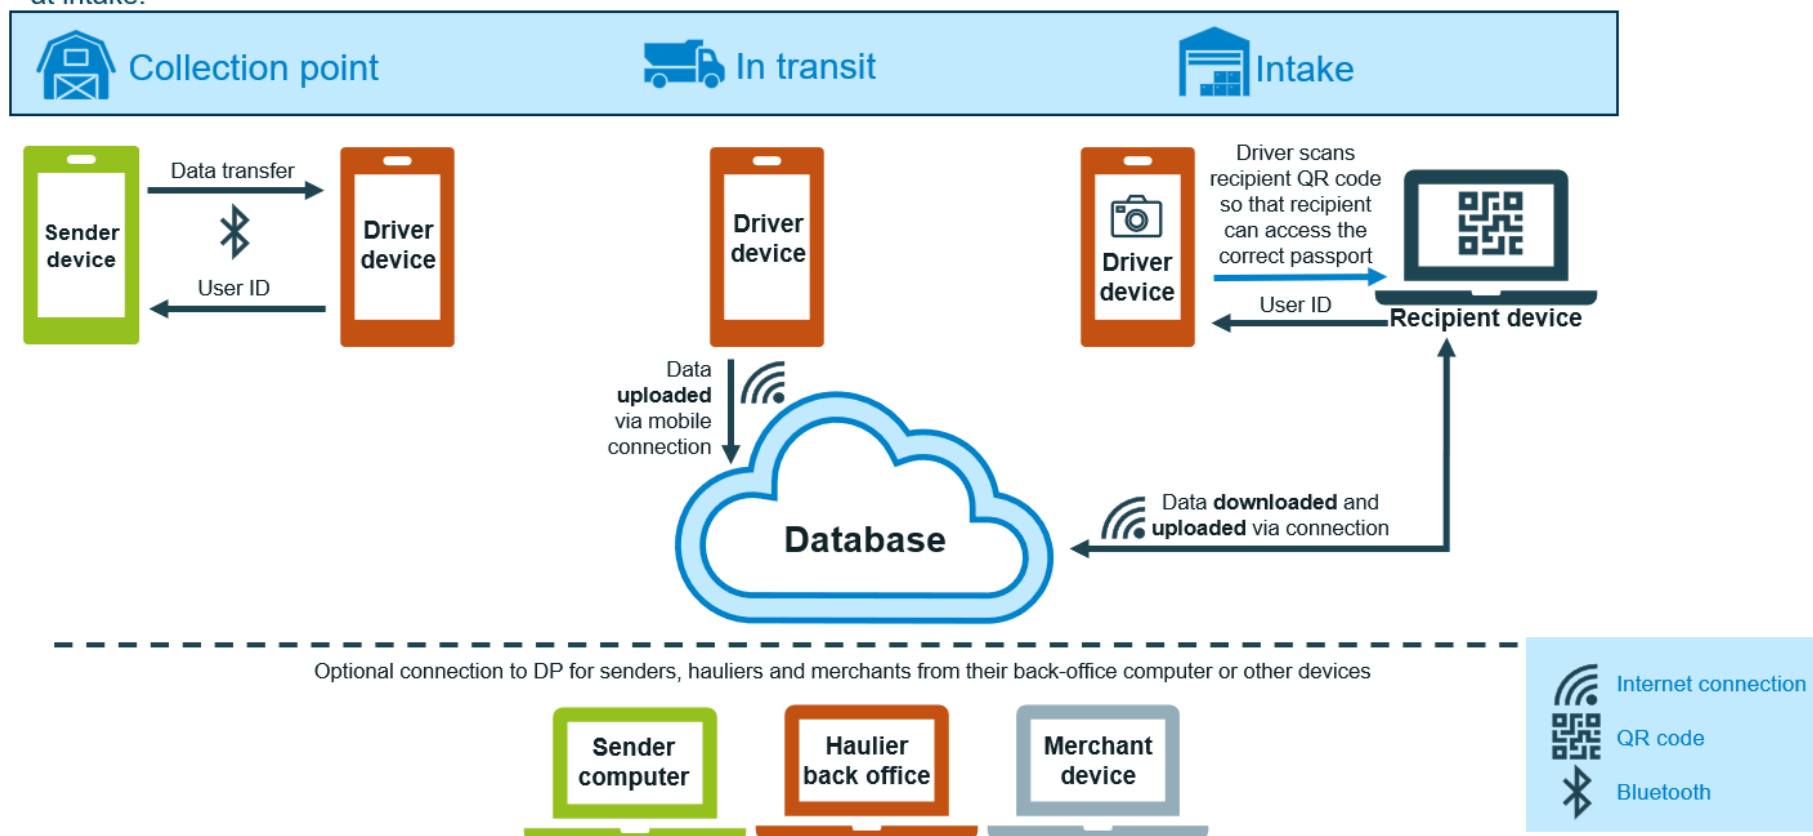 at intake.
Collection point
In transit
Intake
Data transfer
User ID
Sender
device
Driver
device
Driver
device
Data
uploaded
via mobile
connection
Driver
device
Driver scans
recipient QR code
so that recipient
can access the
correct passport
User ID
Recipient device
Database
Data downloaded and
uploaded via connection
Optional connection to DP for senders, hauliers and merchants from their back-office computer or other devices
Sender
computer
Haulier
back office
Merchant
device
Internet connection
QR code
Bluetooth